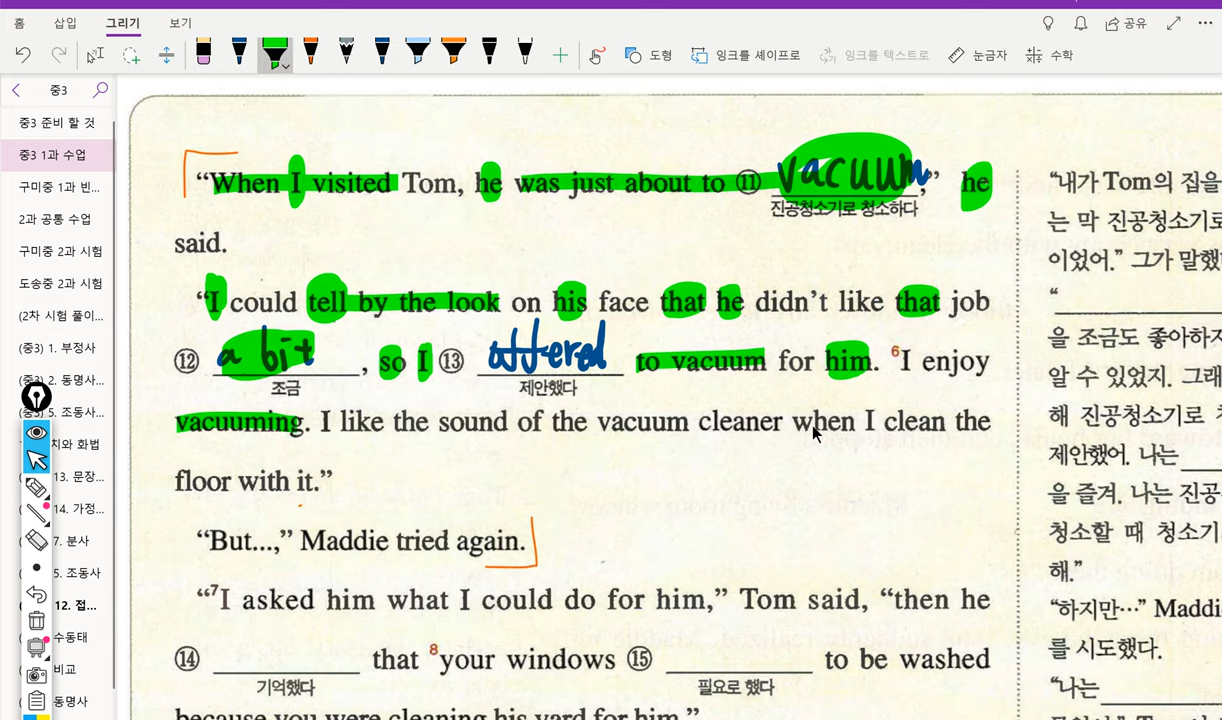 홈 삽입 그리기 보기 공유
도형 잉크를 셰이프로 잉크를 텍스트로 눈금자 수학
중3
중3 준비 할 것
중3 1과 수업
구미중 1과 빈...
2과 공통 수업
구미중 2과 시험
도송중 2과 시험
(2차 시험 풀이...
(중3) 1. 부정사
(중3) 2. 동명사...
(중3) 5. 조동사...
치와 화법
13. 문장...
14. 가정...
7. 분사
5. 조동사
12. 접...
수동태
비교
동명사
“When I visited Tom, he was just about to ⑪ vacuum,” he
진공청소기로 청소하다
said.
“I could tell by the look on his face that he didn’t like that job
⑫ a bit, so I ⑬ offered to vacuum for him. ⁶I enjoy
조금 제안했다
vacuuming. I like the sound of the vacuum cleaner when I clean the
floor with it.”
“But...,” Maddie tried again.
“⁷I asked him what I could do for him,” Tom said, “then he
⑭ that ⁸your windows ⑮ to be washed
기억했다 필요로 했다
because you were cleaning his yard for him.”
“내가 Tom의 집을
는 막 진공청소기로
이었어.” 그가 말했
“
을 조금도 좋아하지
알 수 있었지. 그래
해 진공청소기로
제안했어. 나는
을 즐겨. 나는 진공
청소할 때 청소기
해.”
“하지만…” Maddi
를 시도했다.
“나는